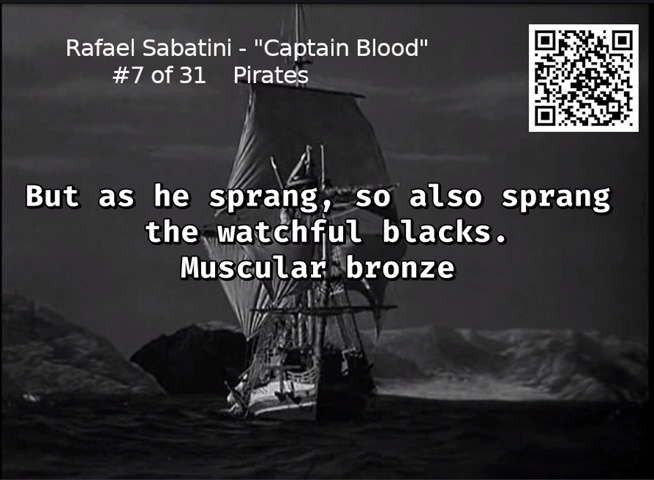 Rafael Sabatini - "Captain Blood"
#7 of 31 Pirates
But as he sprang, so also sprang
the watchful blacks.
Muscular bronze